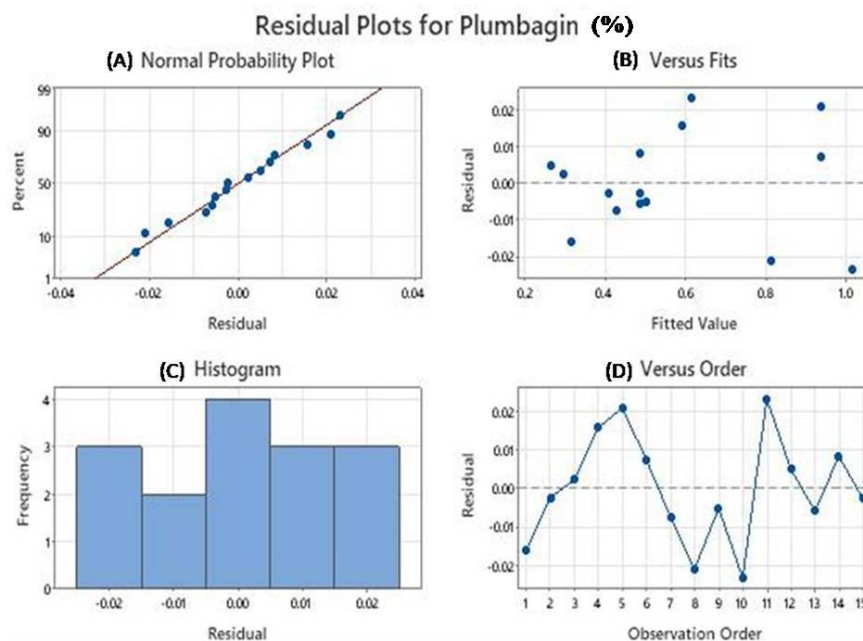 Residual Plots for Plumbagin (%)
(A) Normal Probability Plot
99
90
50
10
1
Percent
-0.04 -0.02 0.00 0.02 0.04
Residual
(B) Versus Fits
0.02
0.01
0.00
-0.01
-0.02
Residual
0.2 0.4 0.6 0.8 1.0
Fitted Value
(C) Histogram
4
3
2
1
0
Frequency
-0.02 -0.01 0.00 0.01 0.02
Residual
(D) Versus Order
0.02
0.01
0.00
-0.01
-0.02
Residual
1 2 3 4 5 6 7 8 9 10 11 12 13 14 15
Observation Order